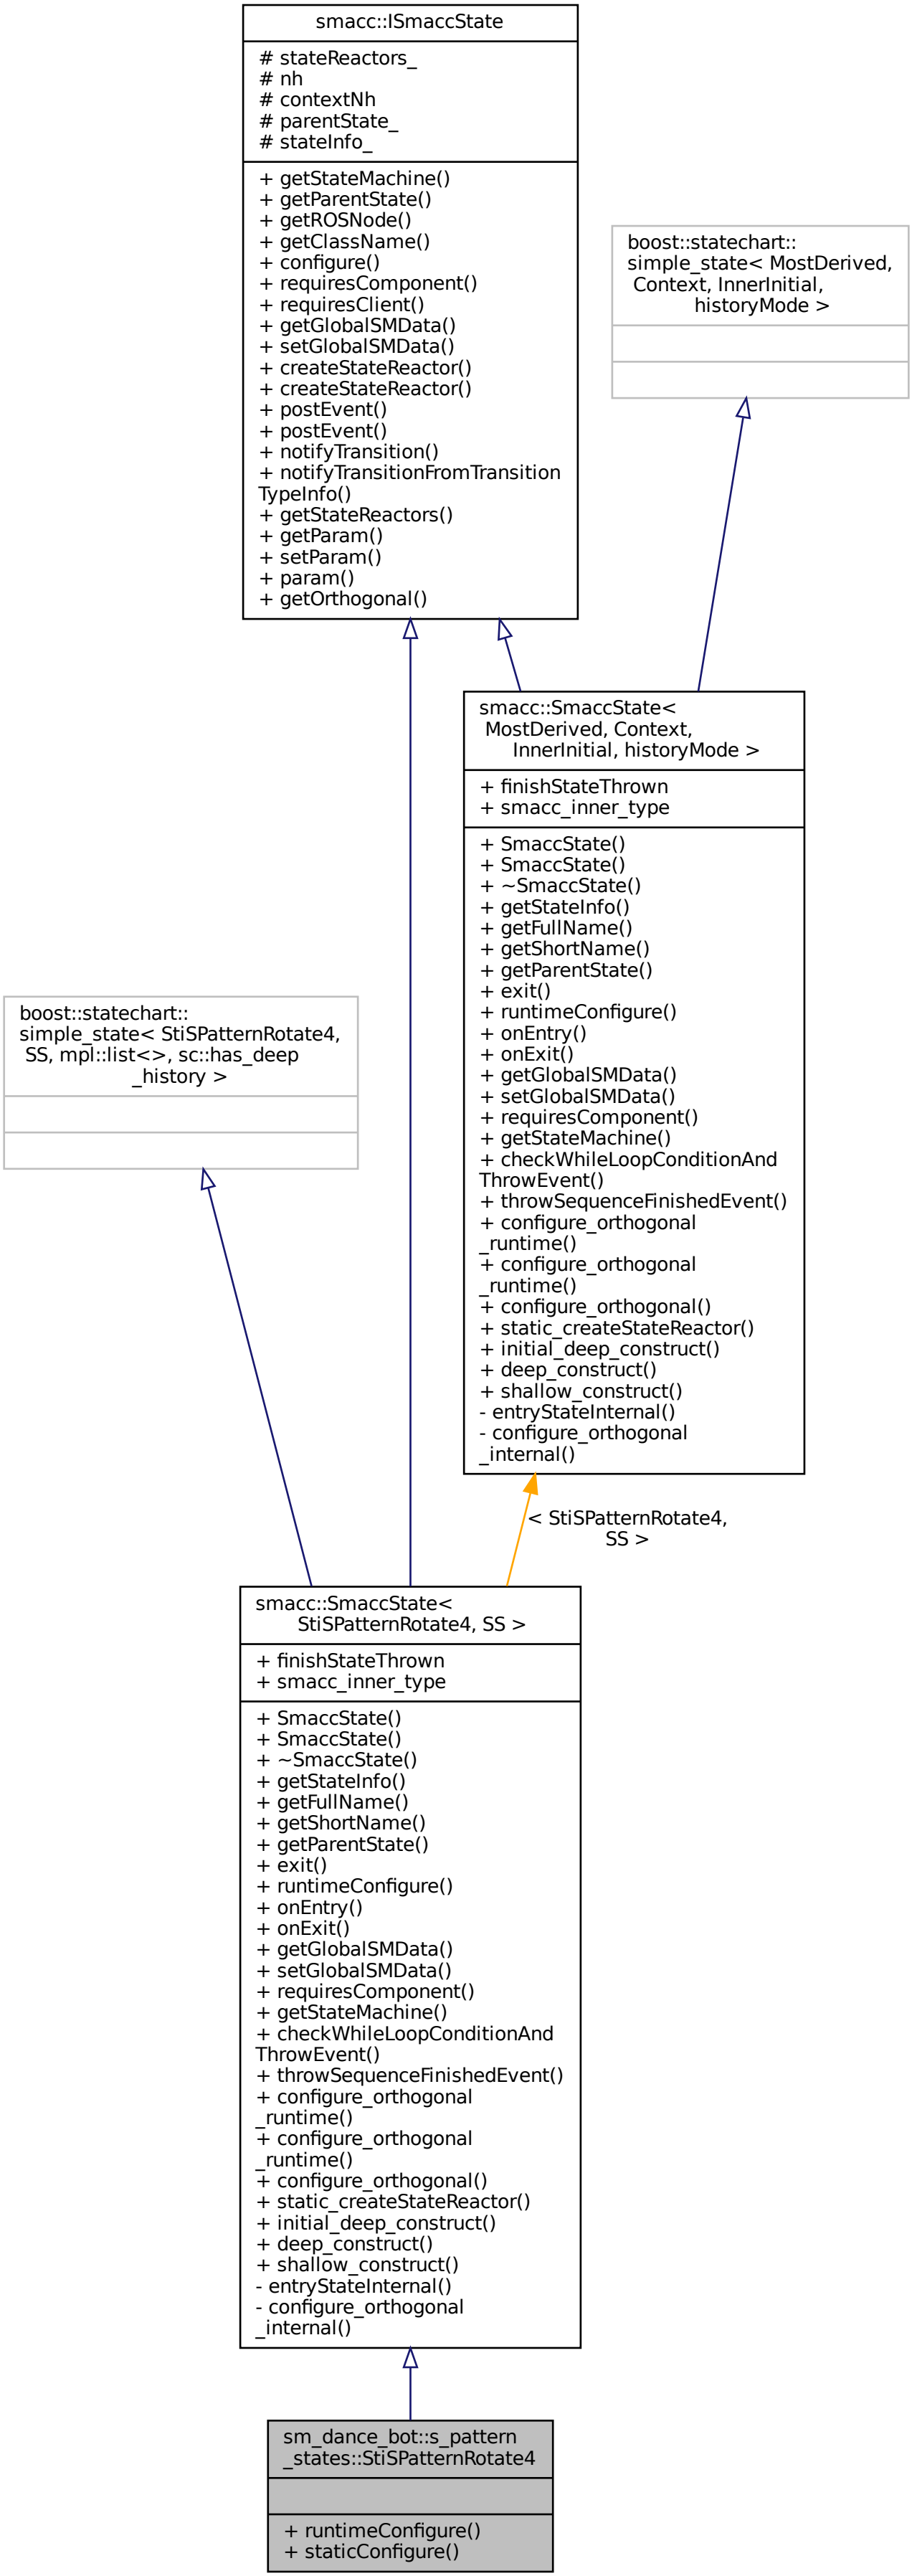 smacc::ISmaccState
# stateReactors_
# nh
# contextNh
# parentState_
# stateInfo_
+ getStateMachine()
+ getParentState()
+ getROSNode()
+ getClassName()
+ configure()
+ requiresComponent()
+ requiresClient()
+ getGlobalSMData()
+ setGlobalSMData()
+ createStateReactor()
+ createStateReactor()
+ postEvent()
+ postEvent()
+ notifyTransition()
+ notifyTransitionFromTransition
TypeInfo()
+ getStateReactors()
+ getParam()
+ setParam()
+ param()
+ getOrthogonal()
boost::statechart::
simple_state< MostDerived,
Context, InnerInitial,
historyMode >
smacc::SmaccState<
MostDerived, Context,
InnerInitial, historyMode >
+ finishStateThrown
+ smacc_inner_type
+ SmaccState()
+ SmaccState()
+ ~SmaccState()
+ getStateInfo()
+ getFullName()
+ getShortName()
+ getParentState()
+ exit()
+ runtimeConfigure()
+ onEntry()
+ onExit()
+ getGlobalSMData()
+ setGlobalSMData()
+ requiresComponent()
+ getStateMachine()
+ checkWhileLoopConditionAnd
ThrowEvent()
+ throwSequenceFinishedEvent()
+ configure_orthogonal
_runtime()
+ configure_orthogonal
_runtime()
+ configure_orthogonal()
+ static_createStateReactor()
+ initial_deep_construct()
+ deep_construct()
+ shallow_construct()
- entryStateInternal()
- configure_orthogonal
_internal()
boost::statechart::
simple_state< StiSPatternRotate4,
SS, mpl::list<>, sc::has_deep
_history >
< StiSPatternRotate4,
SS >
smacc::SmaccState<
StiSPatternRotate4, SS >
+ finishStateThrown
+ smacc_inner_type
+ SmaccState()
+ SmaccState()
+ ~SmaccState()
+ getStateInfo()
+ getFullName()
+ getShortName()
+ getParentState()
+ exit()
+ runtimeConfigure()
+ onEntry()
+ onExit()
+ getGlobalSMData()
+ setGlobalSMData()
+ requiresComponent()
+ getStateMachine()
+ checkWhileLoopConditionAnd
ThrowEvent()
+ throwSequenceFinishedEvent()
+ configure_orthogonal
_runtime()
+ configure_orthogonal
_runtime()
+ configure_orthogonal()
+ static_createStateReactor()
+ initial_deep_construct()
+ deep_construct()
+ shallow_construct()
- entryStateInternal()
- configure_orthogonal
_internal()
sm_dance_bot::s_pattern
_states::StiSPatternRotate4
+ runtimeConfigure()
+ staticConfigure()